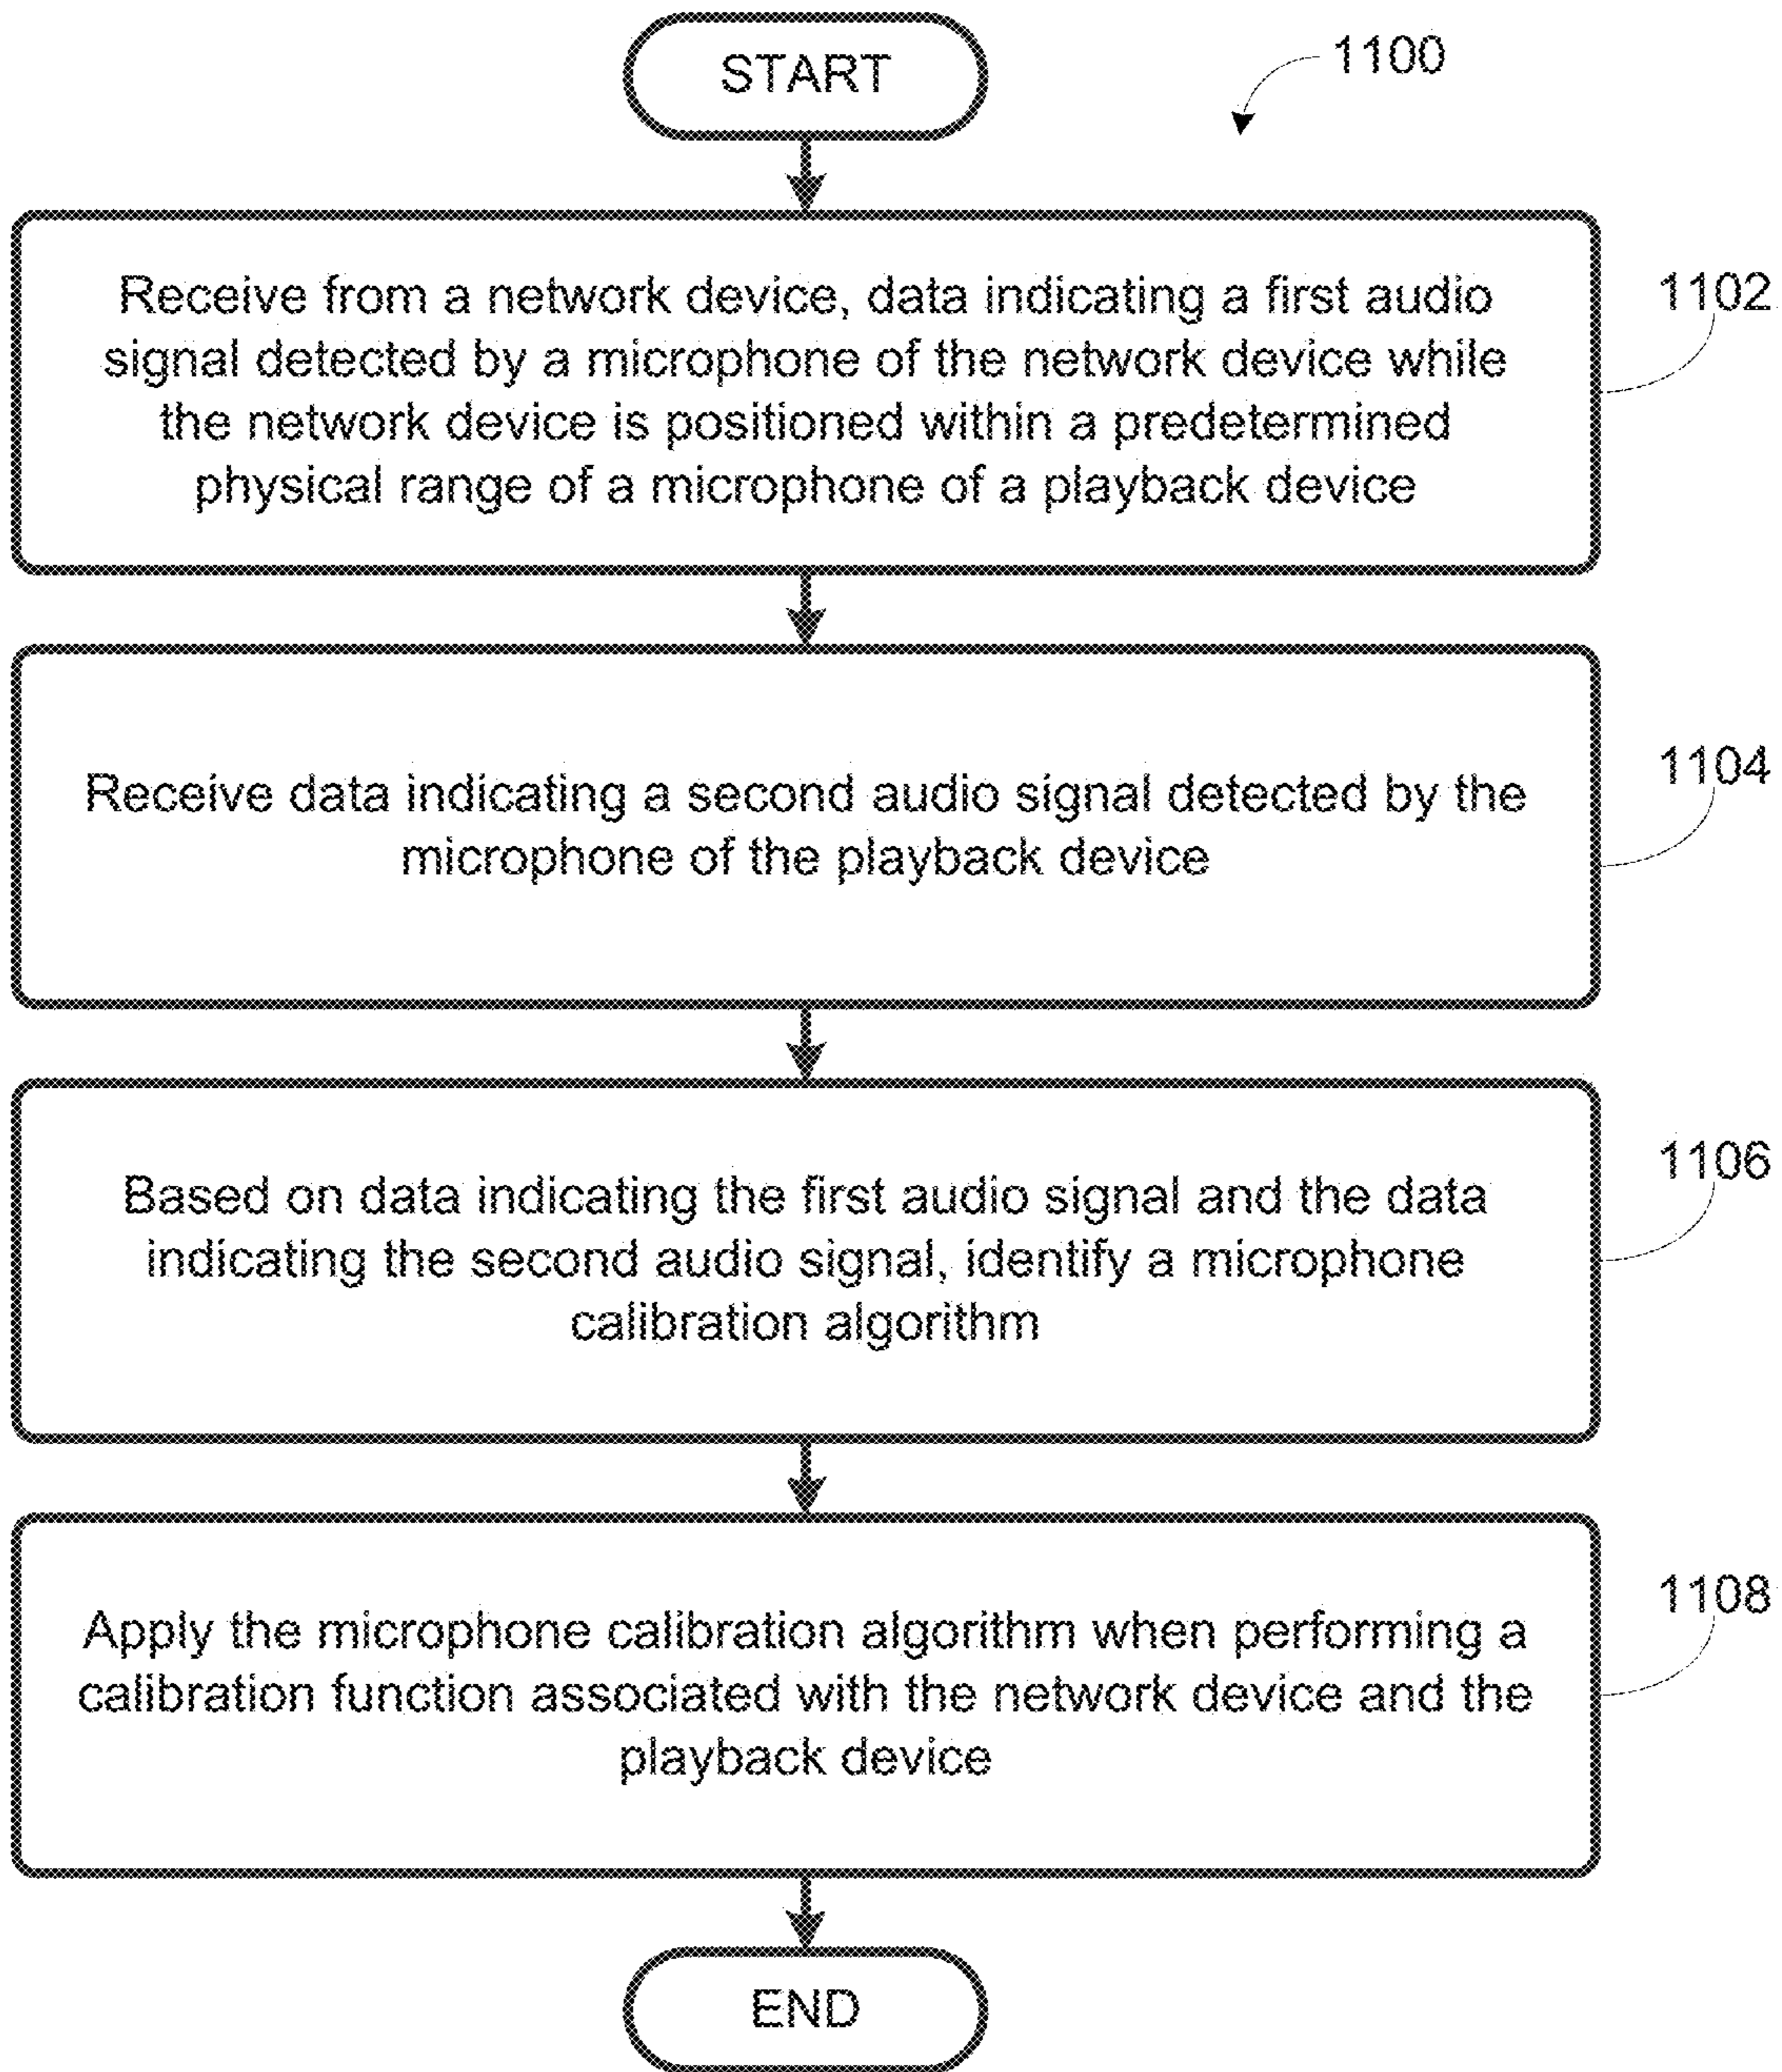 START
1100
Receive from a network device, data indicating a first audio
signal detected by a microphone of the network device while
the network device is positioned within a predetermined
physical range of a microphone of a playback device
1102
Receive data indicating a second audio signal detected by the
microphone of the playback device
1104
Based on data indicating the first audio signal and the data
indicating the second audio signal, identify a microphone
calibration algorithm
1106
Apply the microphone calibration algorithm when performing a
calibration function associated with the network device and the
playback device
1108
END